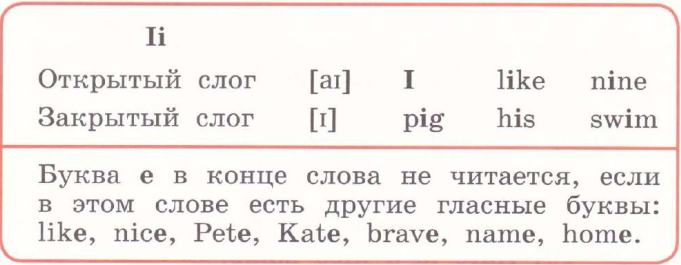 Ii
Открытый слог [aɪ] I like nine
Закрытый слог [ɪ] pig his swim
Буква e в конце слова не читается, если
в этом слове есть другие гласные буквы:
like, nice, Pete, Kate, brave, name, home.